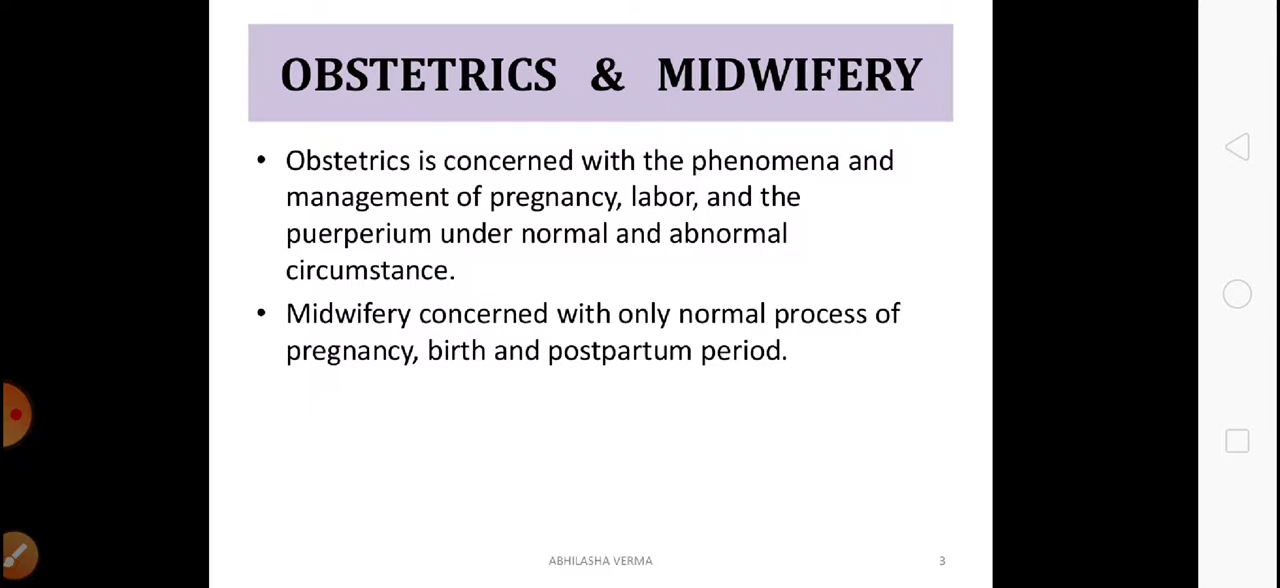 OBSTETRICS & MIDWIFERY
• Obstetrics is concerned with the phenomena and
management of pregnancy, labor, and the
puerperium under normal and abnormal
circumstance.
• Midwifery concerned with only normal process of
pregnancy, birth and postpartum period.
ABHILASHA VERMA
3